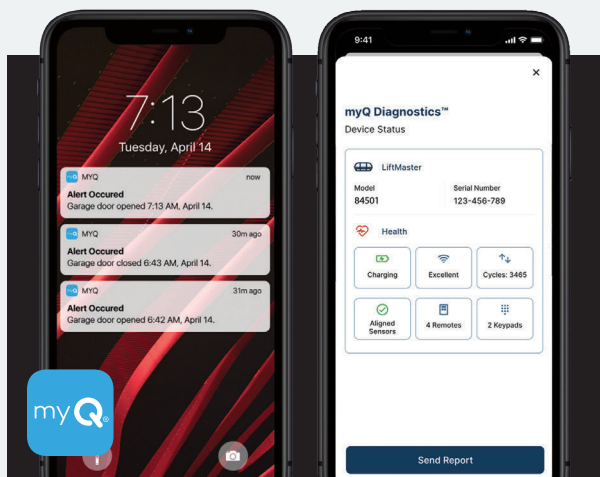 7:13
Tuesday, April 14
MYQ now
Alert Occured
Garage door opened 7:13 AM, April 14.
MYQ 30m ago
Alert Occured
Garage door closed 6:43 AM, April 14.
MYQ 31m ago
Alert Occured
Garage door opened 6:42 AM, April 14.
myQ®
9:41
×
myQ Diagnostics™
Device Status
LiftMaster
Model Serial Number
84501 123-456-789
Health
Charging Excellent Cycles: 3465
Aligned
Sensors
4 Remotes 2 Keypads
Send Report